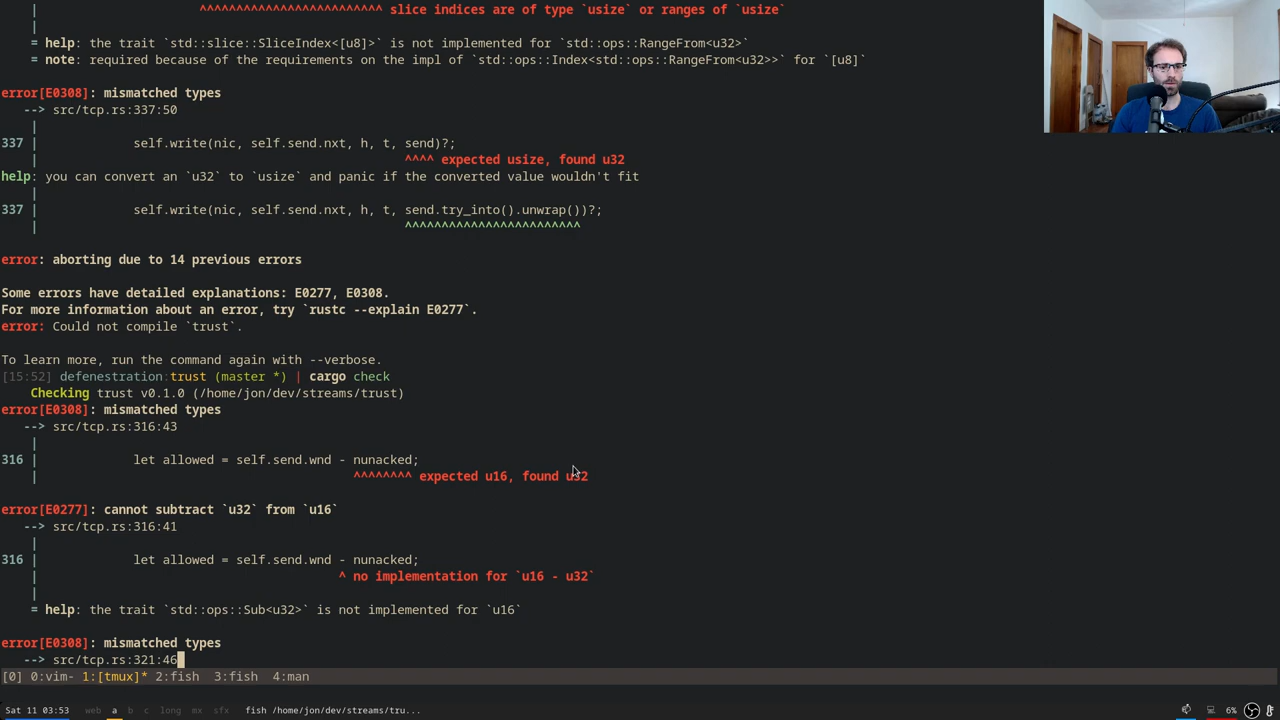 |                      ^^^^^^^^^^^^^^^^^^^^^^^^^ slice indices are of type `usize` or ranges of `usize`
|
= help: the trait `std::slice::SliceIndex<[u8]>` is not implemented for `std::ops::RangeFrom<u32>`
= note: required because of the requirements on the impl of `std::ops::Index<std::ops::RangeFrom<u32>>` for `[u8]`
error[E0308]: mismatched types
--> src/tcp.rs:337:50
|
337 |             self.write(nic, self.send.nxt, h, t, send)?;
|                                                  ^^^^ expected usize, found u32
help: you can convert an `u32` to `usize` and panic if the converted value wouldn't fit
|
337 |             self.write(nic, self.send.nxt, h, t, send.try_into().unwrap())?;
|                                                  ^^^^^^^^^^^^^^^^^^^^^^^^
error: aborting due to 14 previous errors
Some errors have detailed explanations: E0277, E0308.
For more information about an error, try `rustc --explain E0277`.
error: Could not compile `trust`.
To learn more, run the command again with --verbose.
[15:52] defenestration:trust (master *) | cargo check
Checking trust v0.1.0 (/home/jon/dev/streams/trust)
error[E0308]: mismatched types
--> src/tcp.rs:316:43
|
316 |             let allowed = self.send.wnd - nunacked;
|                                           ^^^^^^^^ expected u16, found u32
error[E0277]: cannot subtract `u32` from `u16`
--> src/tcp.rs:316:41
|
316 |             let allowed = self.send.wnd - nunacked;
|                                         ^ no implementation for `u16 - u32`
|
= help: the trait `std::ops::Sub<u32>` is not implemented for `u16`
error[E0308]: mismatched types
--> src/tcp.rs:321:46
[0] 0:vim- 1:[tmux]* 2:fish  3:fish  4:man
Sat 11 03:53 web a b c long mx sfx fish /home/jon/dev/streams/tru... 6%